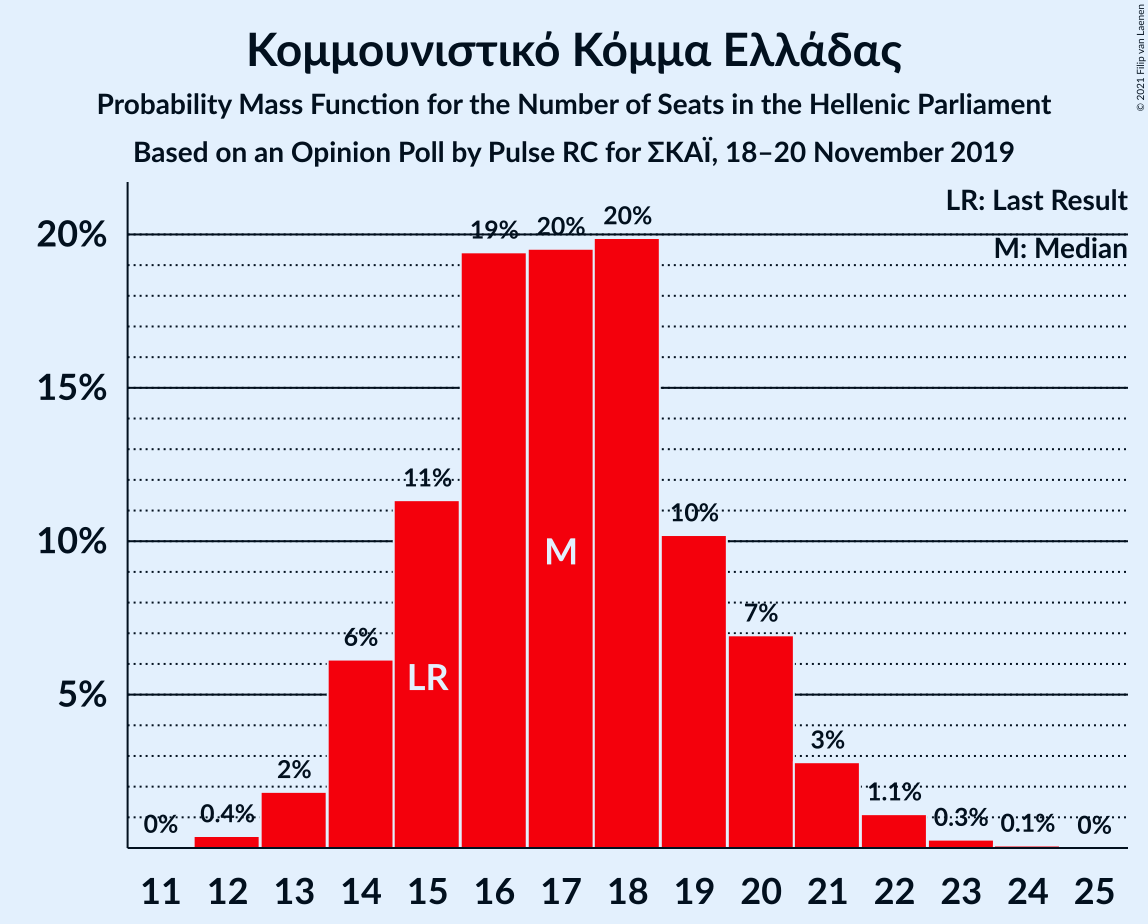 Κομμουνιστικό Κόμμα Ελλάδας
Probability Mass Function for the Number of Seats in the Hellenic Parliament
Based on an Opinion Poll by Pulse RC for ΣΚΑΪ, 18–20 November 2019
© 2021 Filip van Laenen
LR: Last Result
M: Median
20%
15%
10%
5%
0%
0.4%
2%
6%
11%
19%
20%
20%
10%
7%
3%
1.1%
0.3%
0.1%
0%
LR
M
11 12 13 14 15 16 17 18 19 20 21 22 23 24 25